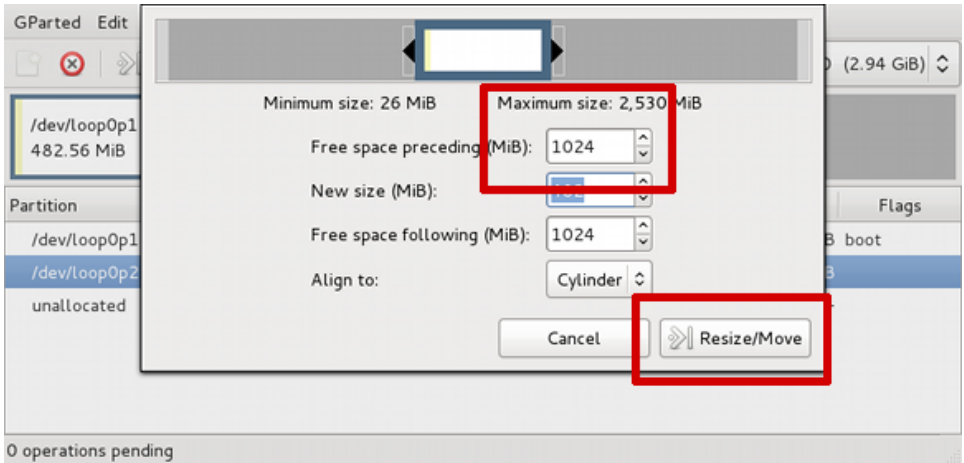 GParted Edit
(2.94 GiB)
Minimum size: 26 MiB Maximum size: 2,530 MiB
/dev/loop0p1
482.56 MiB
Free space preceding (MiB): 1024
New size (MiB):
Partition Flags
Free space following (MiB): 1024
/dev/loop0p1 B boot
/dev/loop0p2
Align to: Cylinder
unallocated
Cancel Resize/Move
0 operations pending